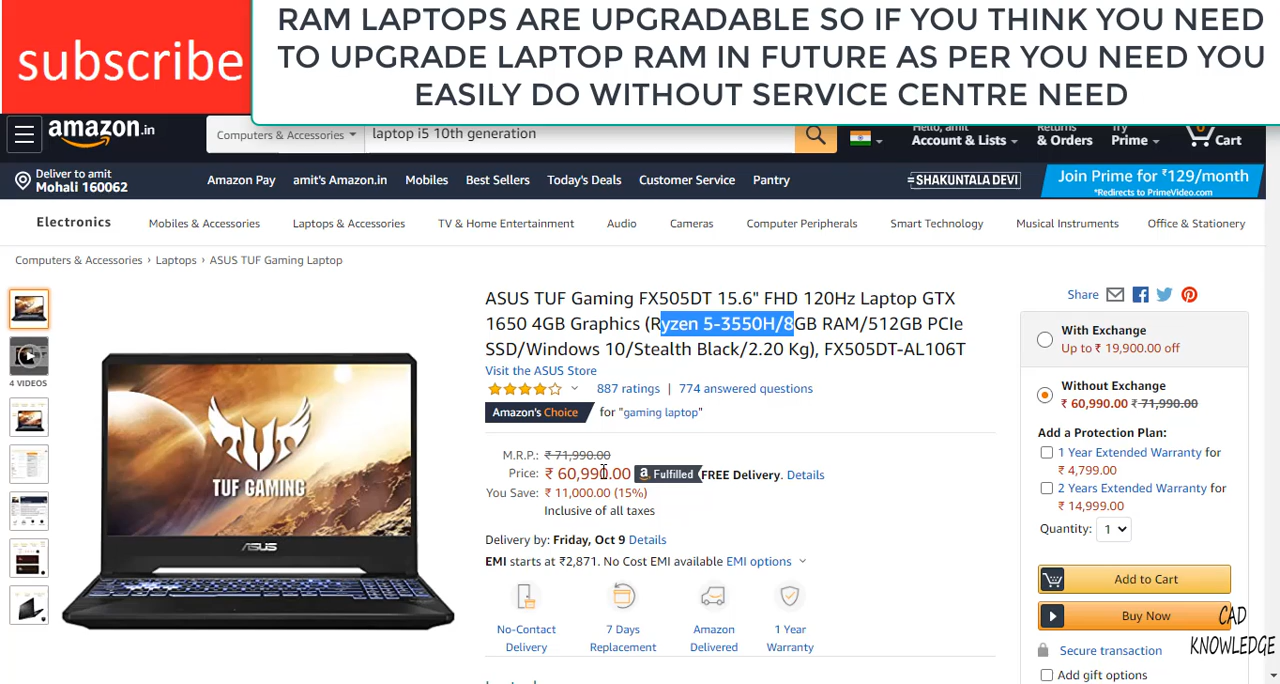 subscribe
RAM LAPTOPS ARE UPGRADABLE SO IF YOU THINK YOU NEED
TO UPGRADE LAPTOP RAM IN FUTURE AS PER YOU NEED YOU
EASILY DO WITHOUT SERVICE CENTRE NEED
amazon.in
Computers & Accessories
laptop i5 10th generation
Hello, amit
Account & Lists
Returns
& Orders
Try
Prime
0
Cart
Deliver to amit
Mohali 160062
Amazon Pay amit's Amazon.in Mobiles Best Sellers Today's Deals Customer Service Pantry
SHAKUNTALA DEVI
Join Prime for ₹129/month
*Redirects to PrimeVideo.com
Electronics Mobiles & Accessories Laptops & Accessories TV & Home Entertainment Audio Cameras Computer Peripherals Smart Technology Musical Instruments Office & Stationery
Computers & Accessories › Laptops › ASUS TUF Gaming Laptop
4 VIDEOS
TUF GAMING
ASUS
ASUS TUF Gaming FX505DT 15.6" FHD 120Hz Laptop GTX
1650 4GB Graphics (Ryzen 5-3550H/8GB RAM/512GB PCIe
SSD/Windows 10/Stealth Black/2.20 Kg), FX505DT-AL106T
Visit the ASUS Store
887 ratings | 774 answered questions
Amazon's Choice for "gaming laptop"
M.R.P.: ₹ 71,990.00
Price: ₹ 60,990.00 a Fulfilled FREE Delivery. Details
You Save: ₹ 11,000.00 (15%)
Inclusive of all taxes
Delivery by: Friday, Oct 9 Details
EMI starts at ₹2,871. No Cost EMI available EMI options
No-Contact
Delivery
7 Days
Replacement
Amazon
Delivered
1 Year
Warranty
Share
With Exchange
Up to ₹ 19,900.00 off
Without Exchange
₹ 60,990.00 ₹ 71,990.00
Add a Protection Plan:
1 Year Extended Warranty for
₹ 4,799.00
2 Years Extended Warranty for
₹ 14,999.00
Quantity: 1
Add to Cart
Buy Now
CAD
KNOWLEDGE
Secure transaction
Add gift options